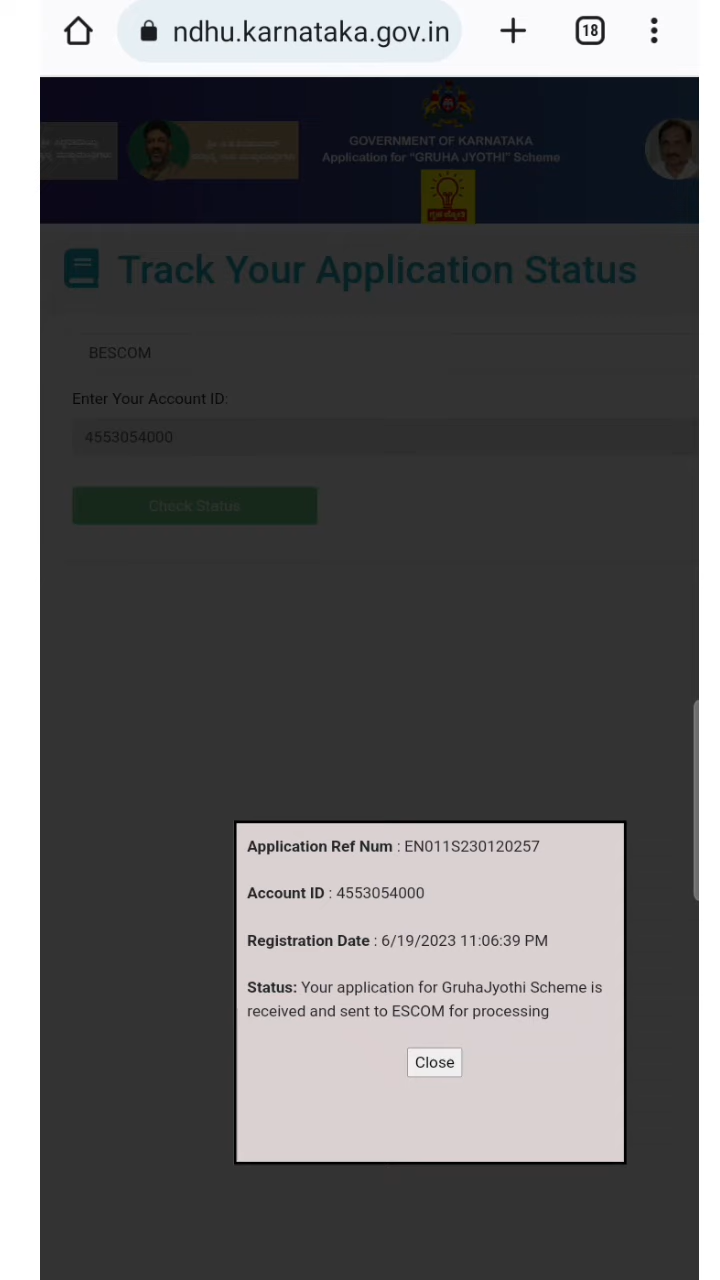 ndhu.karnataka.gov.in
18
GOVERNMENT OF KARNATAKA
Application for "GRUHA JYOTHI" Scheme
ಗೃಹ ಜ್ಯೋತಿ
Track Your Application Status
BESCOM
Enter Your Account ID:
4553054000
Check Status
Application Ref Num : EN011S230120257
Account ID : 4553054000
Registration Date : 6/19/2023 11:06:39 PM
Status: Your application for GruhaJyothi Scheme is
received and sent to ESCOM for processing
Close